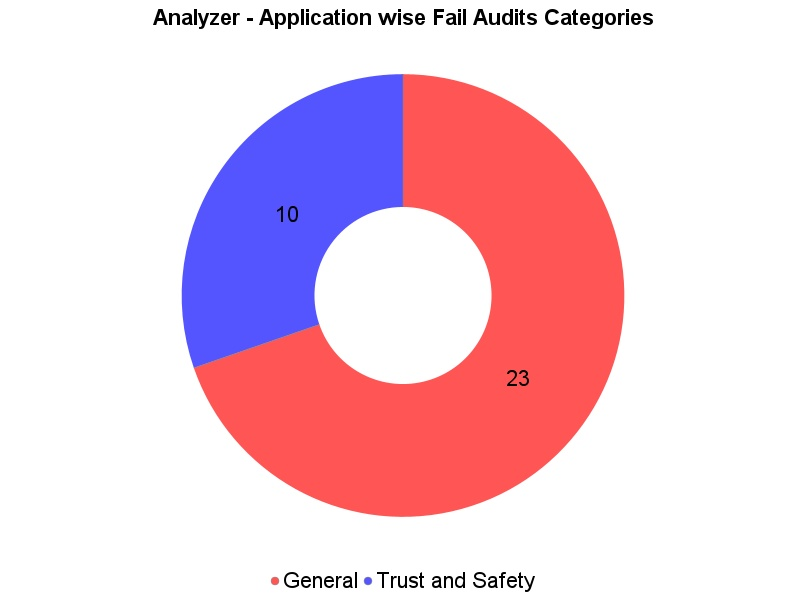 Analyzer - Application wise Fail Audits Categories
10
23
General Trust and Safety